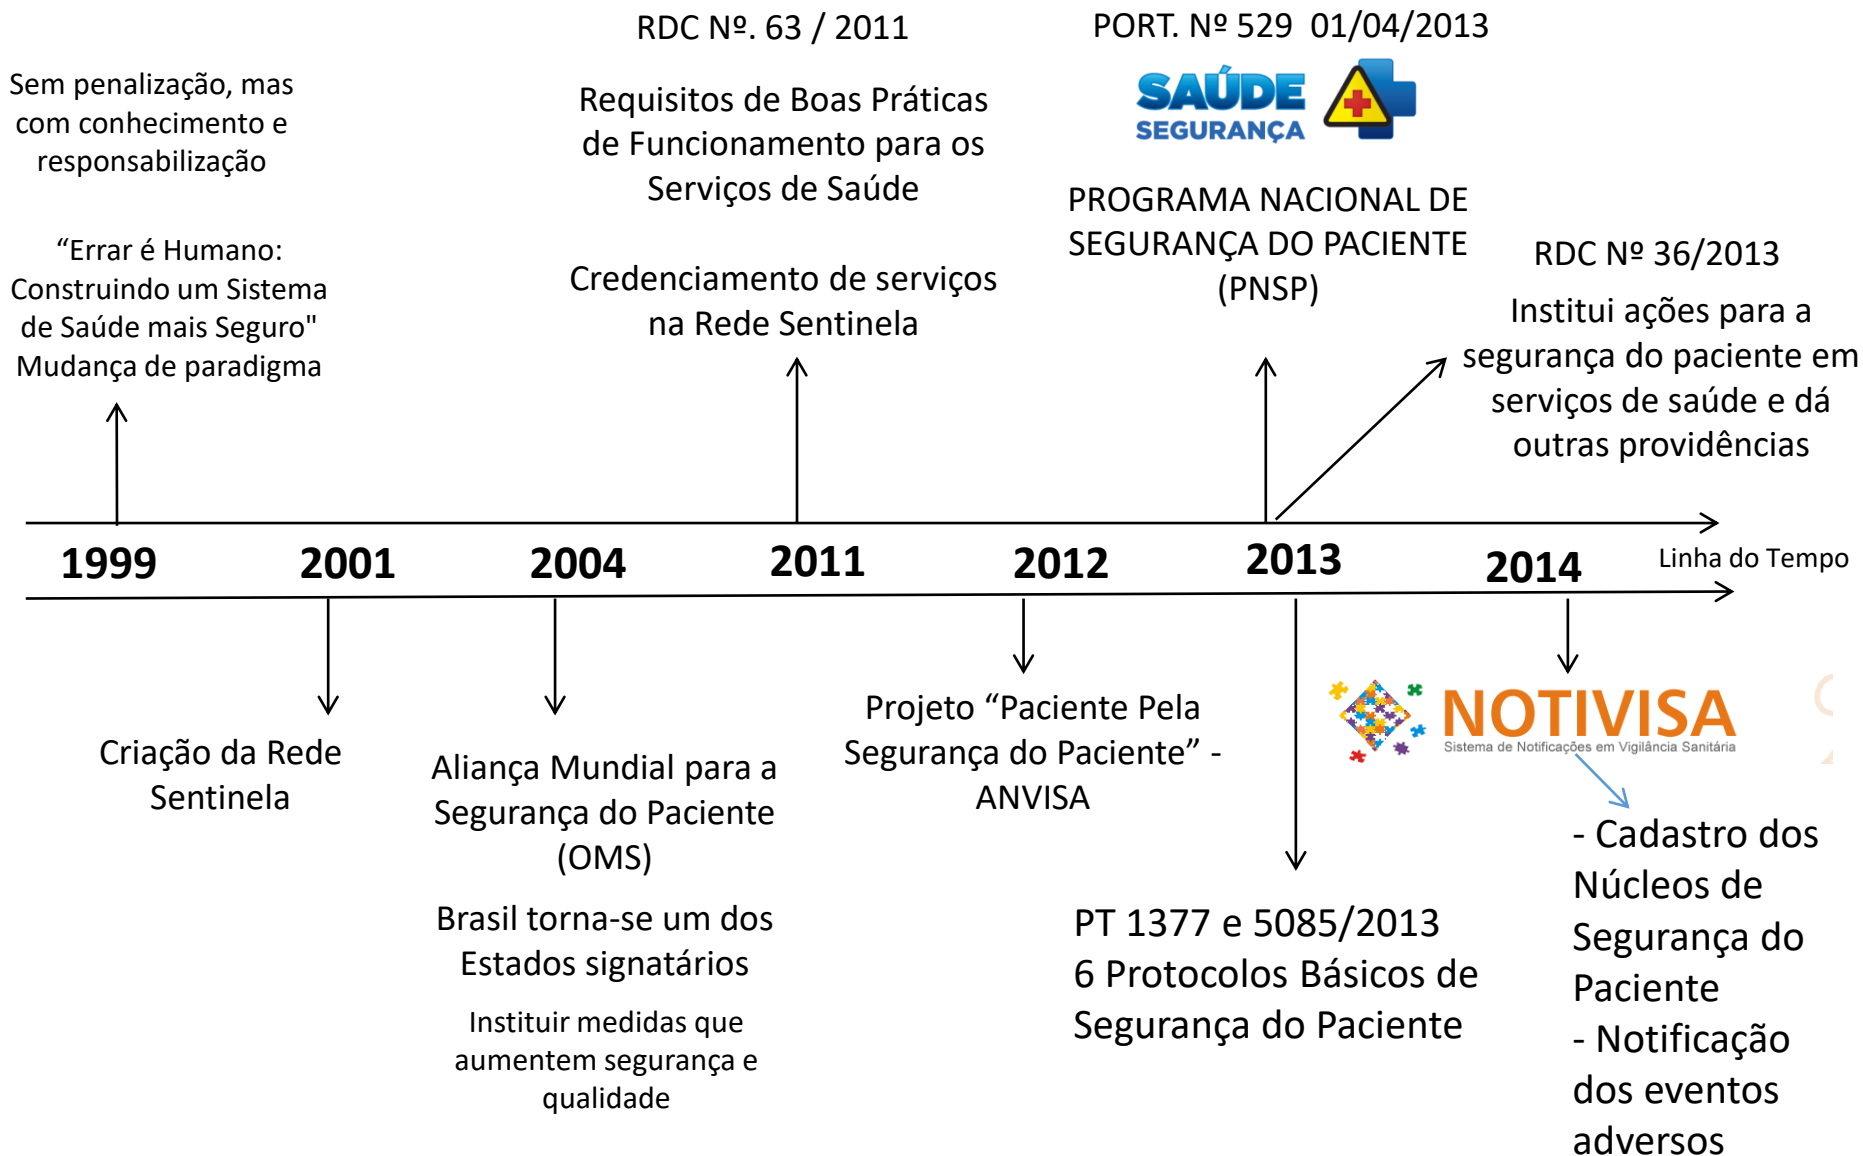 Sem penalização, mas
com conhecimento e
responsabilização
“Errar é Humano:
Construindo um Sistema
de Saúde mais Seguro"
Mudança de paradigma
RDC Nº. 63 / 2011
Requisitos de Boas Práticas
de Funcionamento para os
Serviços de Saúde
Credenciamento de serviços
na Rede Sentinela
PORT. Nº 529 01/04/2013
SAÚDE
SEGURANÇA
PROGRAMA NACIONAL DE
SEGURANÇA DO PACIENTE
(PNSP)
RDC Nº 36/2013
Institui ações para a
segurança do paciente em
serviços de saúde e dá
outras providências
1999 2001 2004 2011 2012 2013 2014 Linha do Tempo
Criação da Rede
Sentinela
Aliança Mundial para a
Segurança do Paciente
(OMS)
Brasil torna-se um dos
Estados signatários
Instituir medidas que
aumentem segurança e
qualidade
Projeto “Paciente Pela
Segurança do Paciente” -
ANVISA
PT 1377 e 5085/2013
6 Protocolos Básicos de
Segurança do Paciente
NOTIVISA
Sistema de Notificações em Vigilância Sanitária
- Cadastro dos
Núcleos de
Segurança do
Paciente
- Notificação
dos eventos
adversos